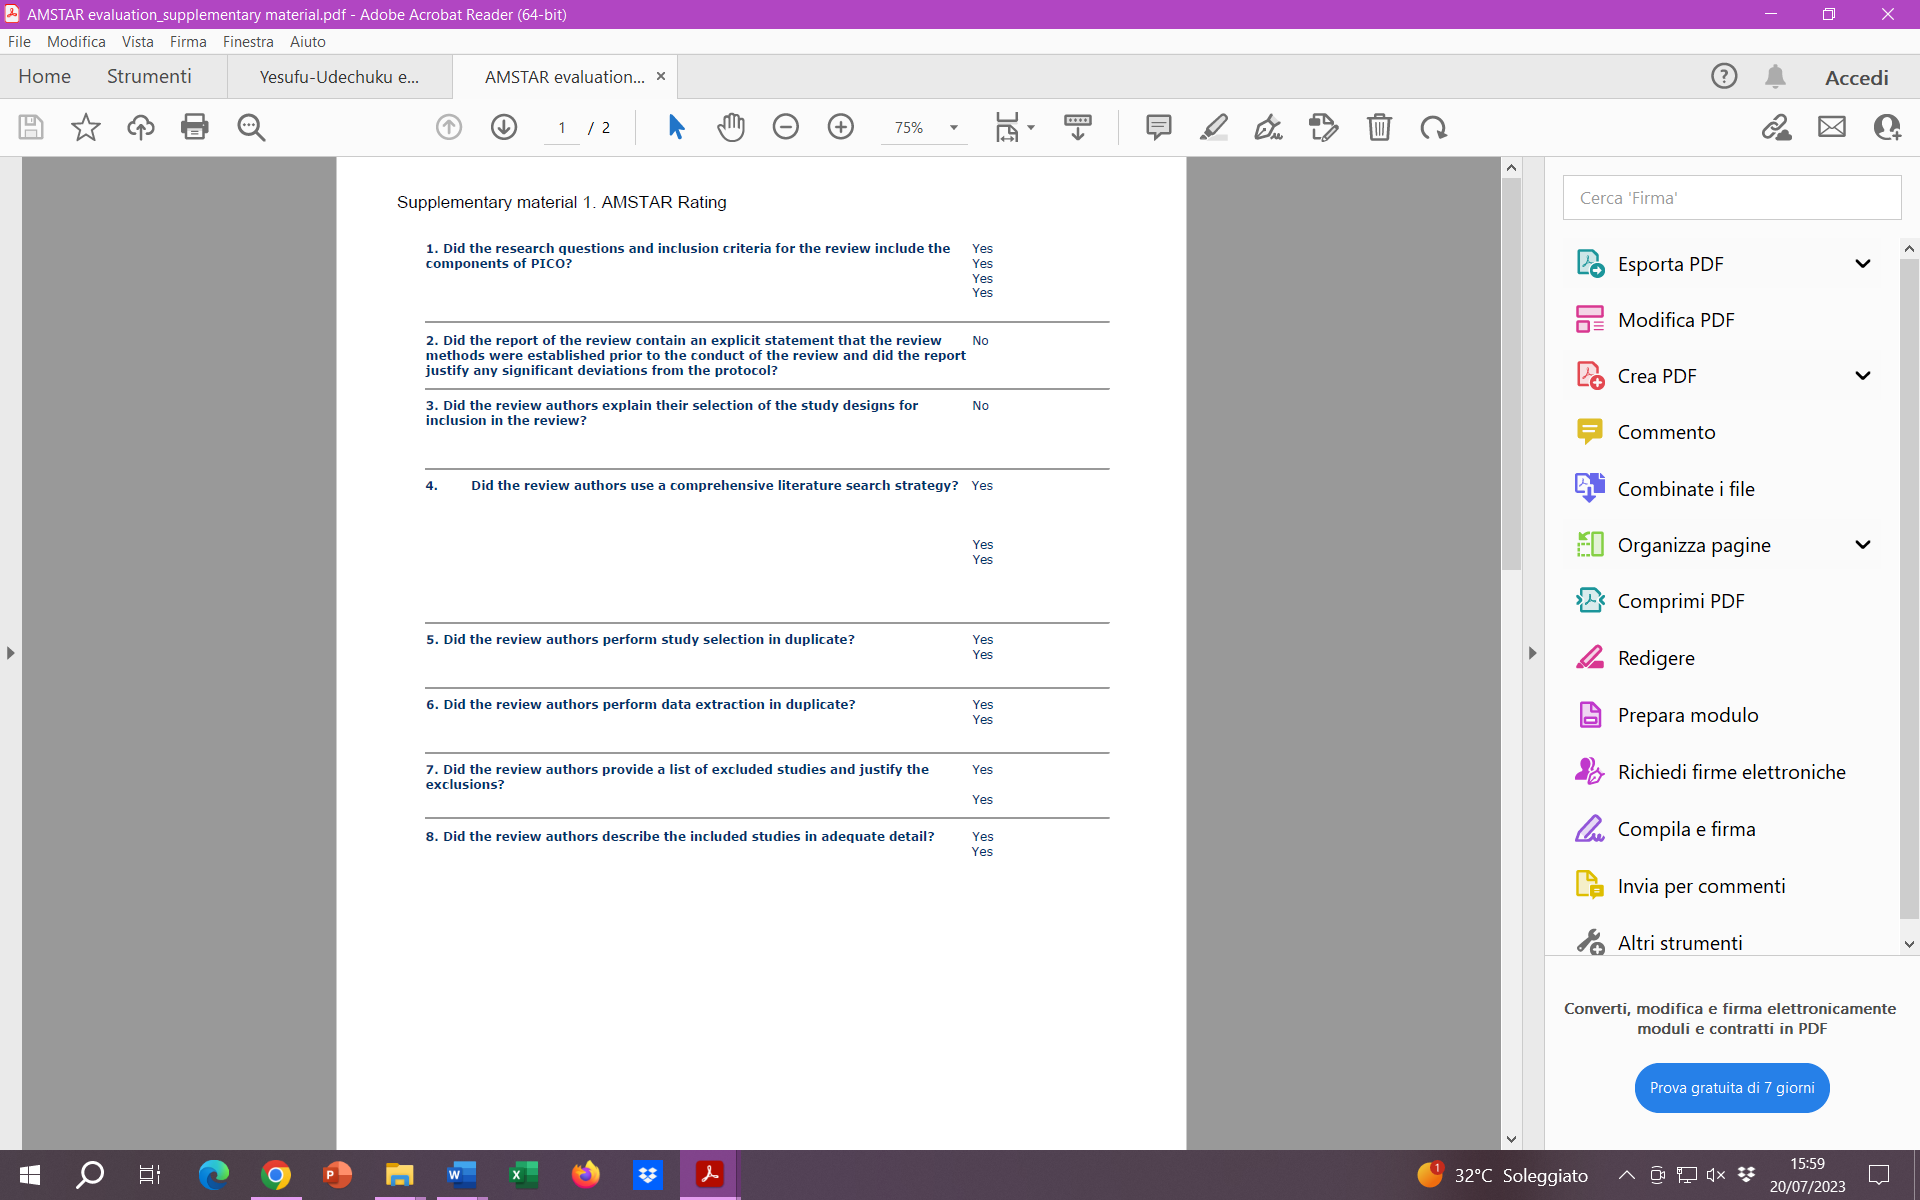 AMSTAR evaluation_supplementary material.pdf - Adobe Acrobat Reader (64-bit)
File Modifica Vista Firma Finestra Aiuto
Home Strumenti Yesufu-Udechuku e... AMSTAR evaluation... ×
Accedi
1 / 2 75%
Supplementary material 1. AMSTAR Rating
1. Did the research questions and inclusion criteria for the review include the Yes
components of PICO? Yes
Yes
Yes
2. Did the report of the review contain an explicit statement that the review No
methods were established prior to the conduct of the review and did the report
justify any significant deviations from the protocol?
3. Did the review authors explain their selection of the study designs for No
inclusion in the review?
4. Did the review authors use a comprehensive literature search strategy? Yes
Yes
Yes
5. Did the review authors perform study selection in duplicate? Yes
Yes
6. Did the review authors perform data extraction in duplicate? Yes
Yes
7. Did the review authors provide a list of excluded studies and justify the Yes
exclusions?
Yes
8. Did the review authors describe the included studies in adequate detail? Yes
Yes
Cerca 'Firma'
Esporta PDF
Modifica PDF
Crea PDF
Commento
Combinate i file
Organizza pagine
Comprimi PDF
Redigere
Prepara modulo
Richiedi firme elettroniche
Compila e firma
Invia per commenti
Altri strumenti
Converti, modifica e firma elettronicamente
moduli e contratti in PDF
Prova gratuita di 7 giorni
1
32°C Soleggiato
15:59
20/07/2023